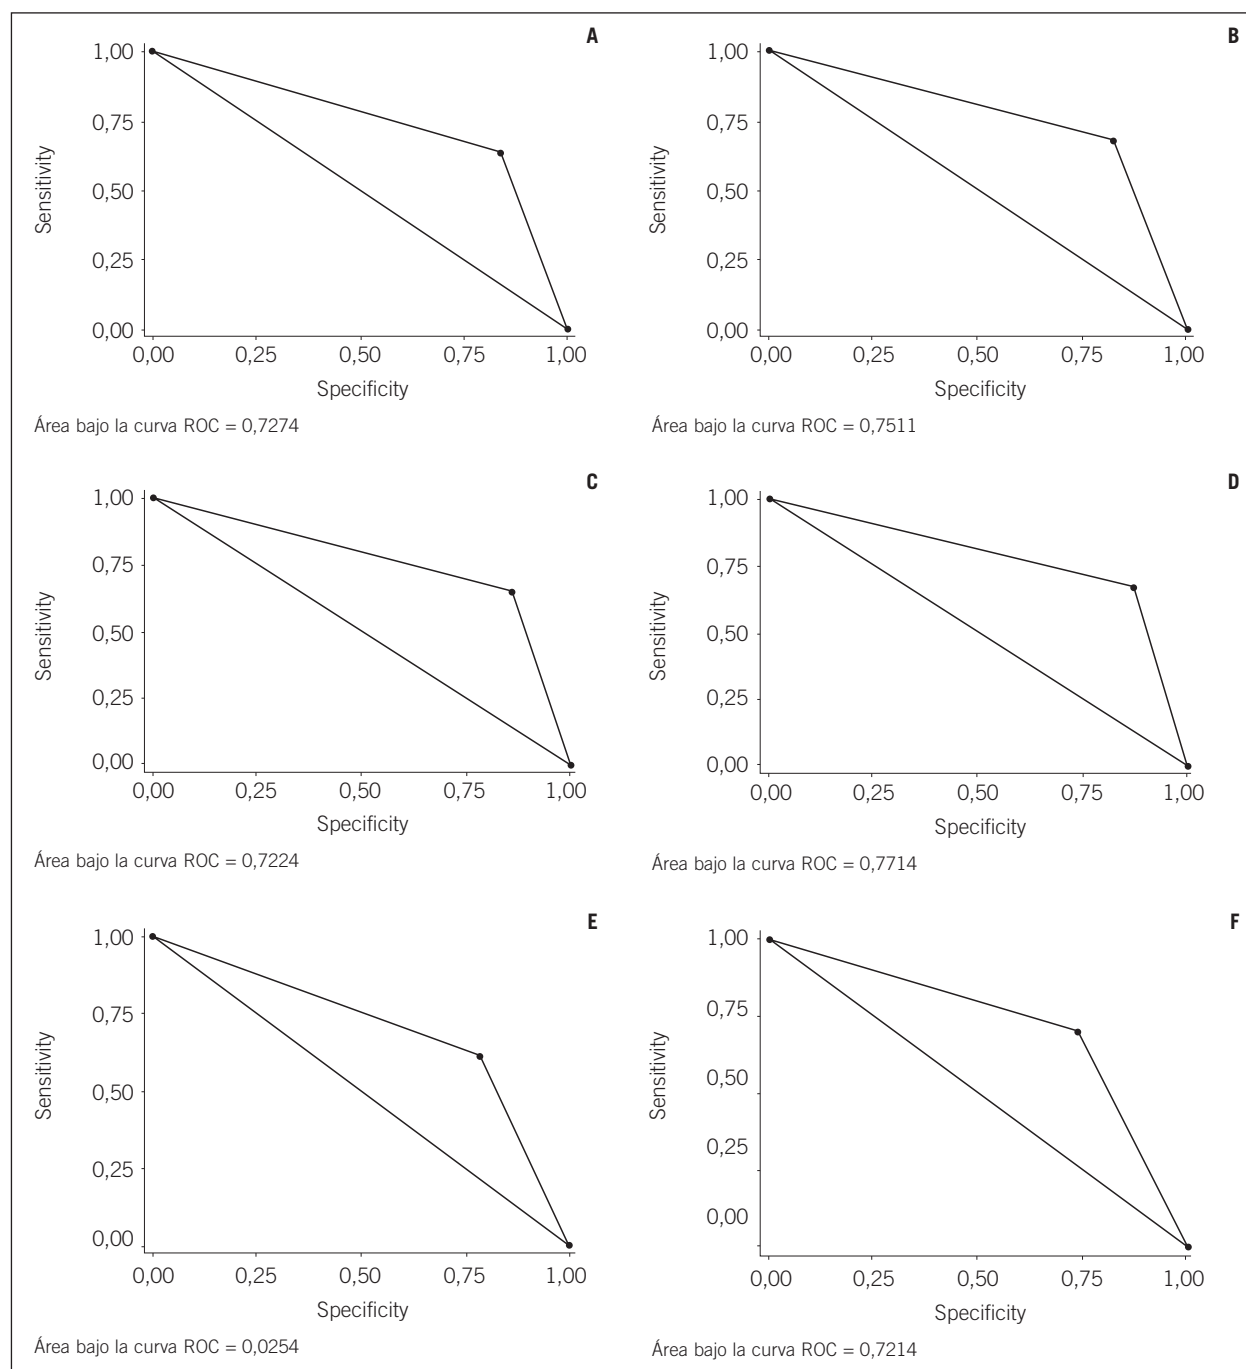 A
1,00
0,75
0,50
0,25
0,00
Sensitivity
0,00 0,25 0,50 0,75 1,00
Specificity
Área bajo la curva ROC = 0,7274
B
1,00
0,75
0,50
0,25
0,00
Sensitivity
0,00 0,25 0,50 0,75 1,00
Specificity
Área bajo la curva ROC = 0,7511
C
1,00
0,75
0,50
0,25
0,00
Sensitivity
0,00 0,25 0,50 0,75 1,00
Specificity
Área bajo la curva ROC = 0,7224
D
1,00
0,75
0,50
0,25
0,00
Sensitivity
0,00 0,25 0,50 0,75 1,00
Specificity
Área bajo la curva ROC = 0,7714
E
1,00
0,75
0,50
0,25
0,00
Sensitivity
0,00 0,25 0,50 0,75 1,00
Specificity
Área bajo la curva ROC = 0,0254
F
1,00
0,75
0,50
0,25
0,00
Sensitivity
0,00 0,25 0,50 0,75 1,00
Specificity
Área bajo la curva ROC = 0,7214